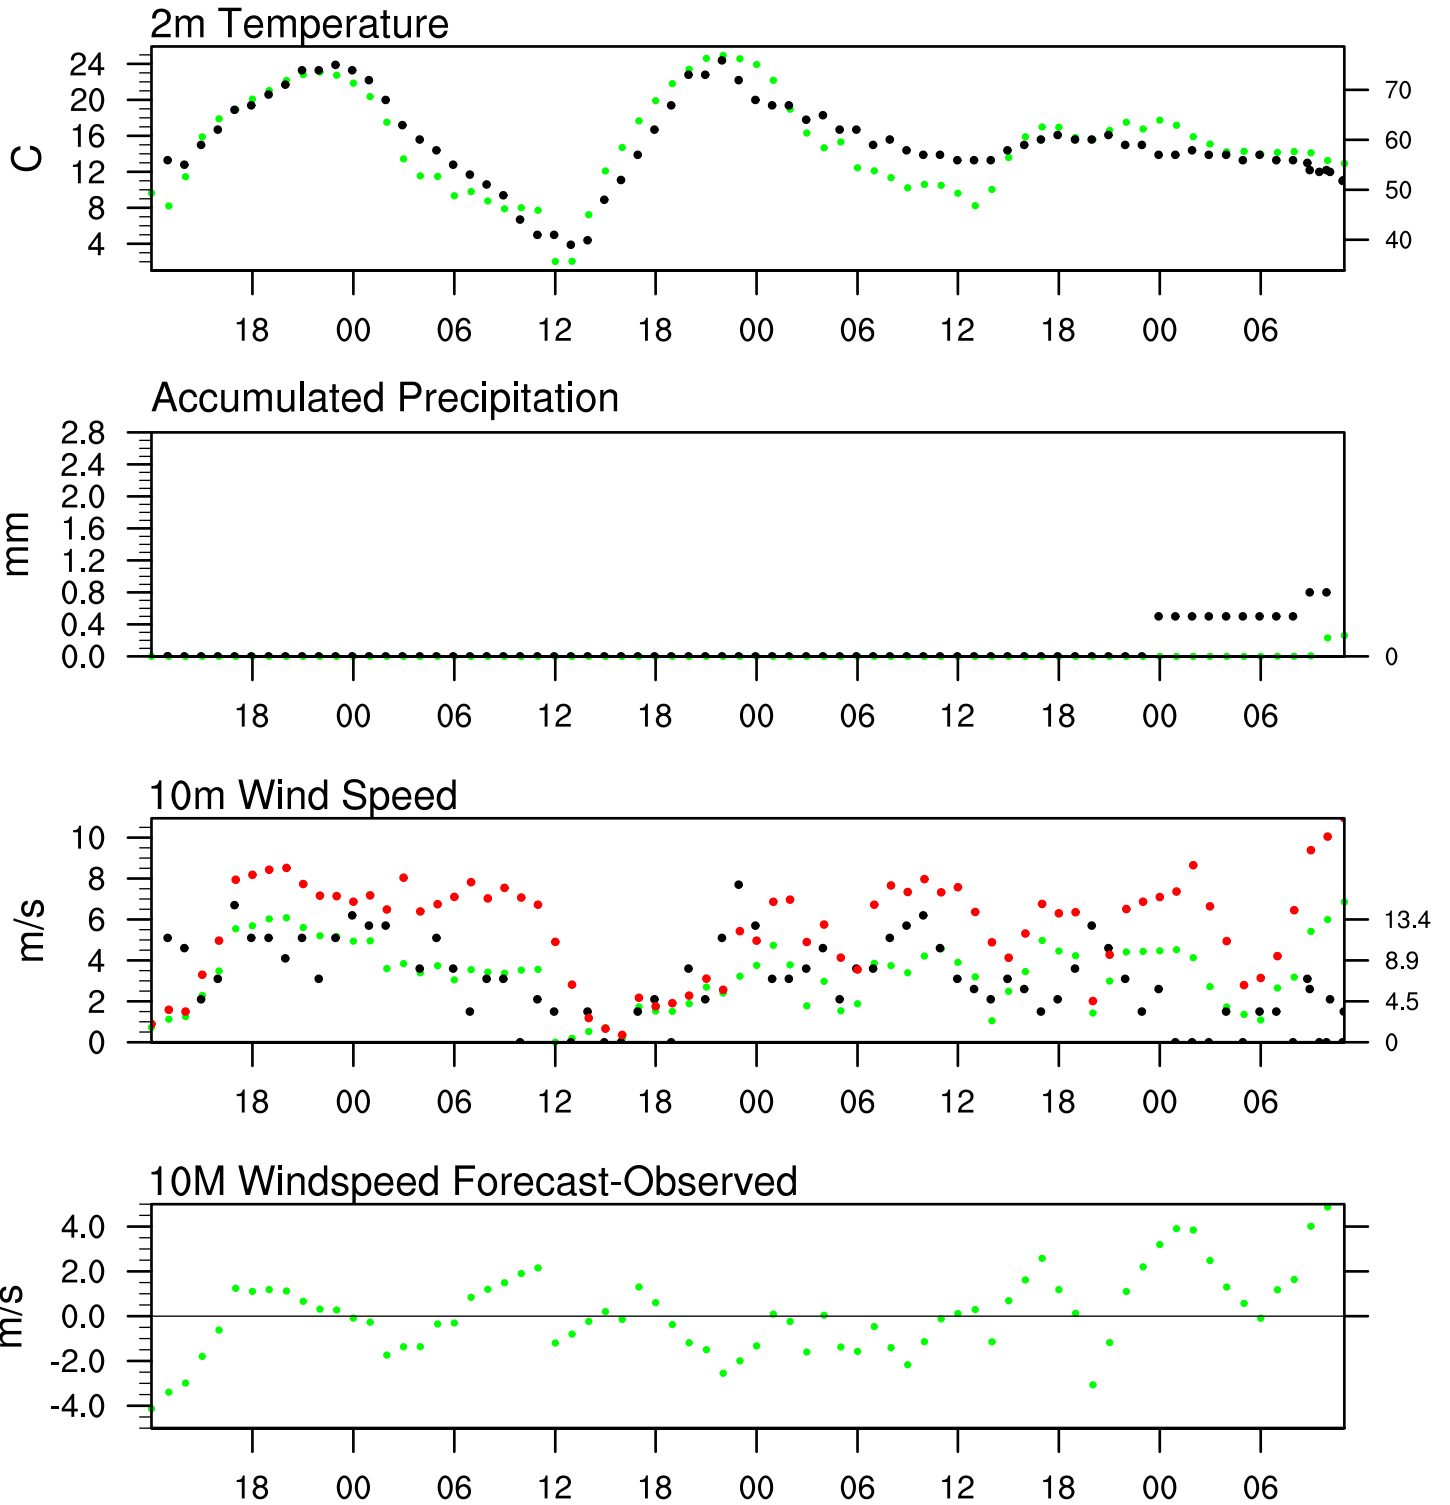 2m Temperature
C
24
20
16
12
8
4
70
60
50
40
18 00 06 12 18 00 06 12 18 00 06
Accumulated Precipitation
mm
2.8
2.4
2.0
1.6
1.2
0.8
0.4
0.0
0
18 00 06 12 18 00 06 12 18 00 06
10m Wind Speed
m/s
10
8
6
4
2
0
13.4
8.9
4.5
0
18 00 06 12 18 00 06 12 18 00 06
10M Windspeed Forecast-Observed
m/s
4.0
2.0
0.0
-2.0
-4.0
18 00 06 12 18 00 06 12 18 00 06